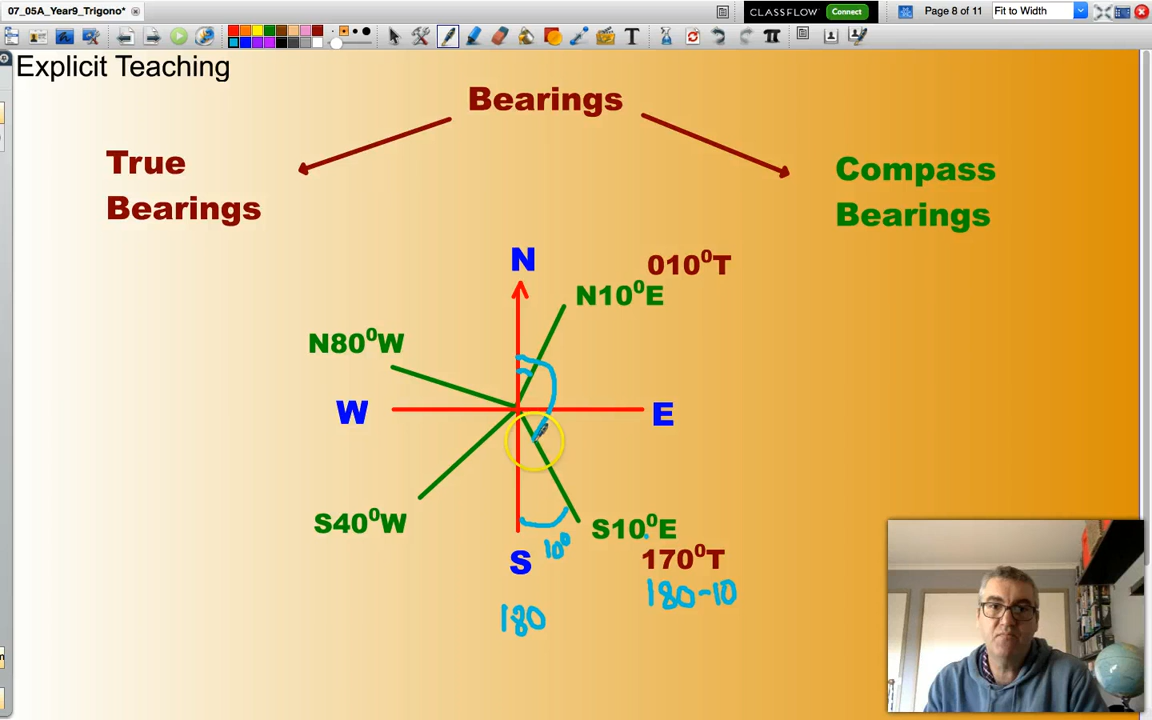 07_05A_Year9_Trigono*
CLASSFLOW Connect
Page 8 of 11
Fit to Width
Explicit Teaching
Bearings
True
Bearings
Compass
Bearings
N
010⁰T
N10⁰E
N80⁰W
W
E
S40⁰W
S10⁰E
S
10⁰
170⁰T
180-10
180